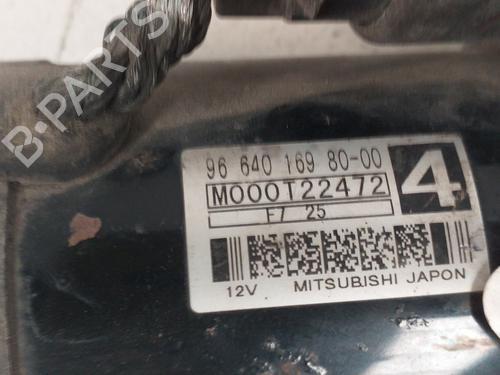 B-PARTS
96 640 169 80-00
M000T22472
4
F7 25
12V MITSUBISHI JAPON